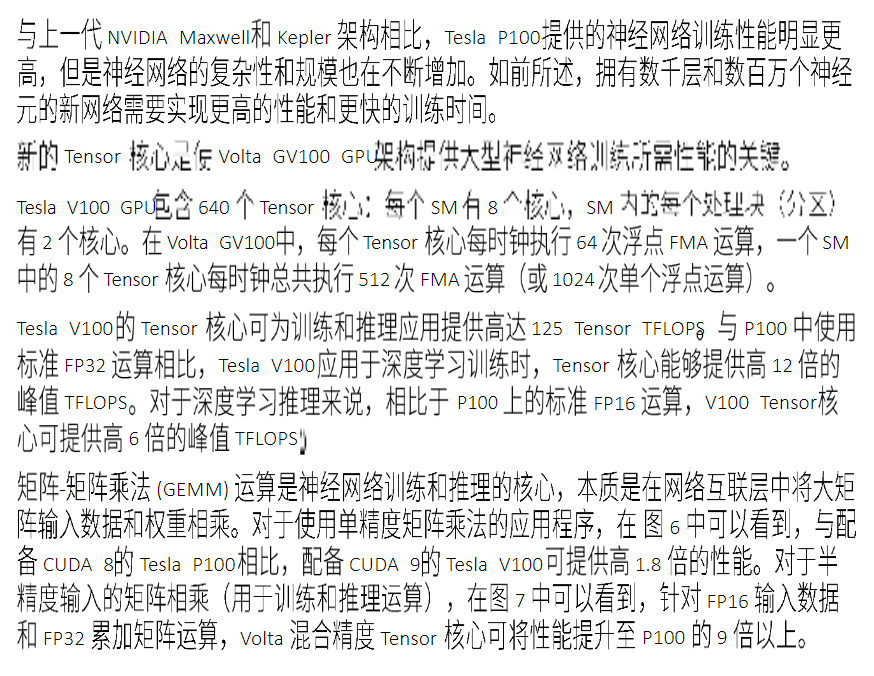 与上一代 NVIDIA Maxwell和 Kepler 架构相比，Tesla P100提供的神经网络训练性能明显更
高，但是神经网络的复杂性和规模也在不断增加。如前所述，拥有数千层和数百万个神经
元的新网络需要实现更高的性能和更快的训练时间。
新的 Tensor 核心是使 Volta GV100 GPU架构提供大型神经网络训练所需性能的关键。
Tesla V100 GPU包含 640 个 Tensor 核心：每个 SM 有 8 个核心，SM 内的每个处理块（分区）
有 2 个核心。在 Volta GV100中，每个 Tensor 核心每时钟执行 64 次浮点 FMA 运算，一个 SM
中的 8 个 Tensor 核心每时钟总共执行 512 次 FMA 运算（或 1024 次单个浮点运算）。
Tesla V100 的 Tensor 核心可为训练和推理应用提供高达 125 Tensor TFLOPS。与 P100 中使用
标准 FP32 运算相比，Tesla V100应用于深度学习训练时，Tensor 核心能够提供高 12 倍的
峰值 TFLOPS。对于深度学习推理来说，相比于 P100 上的标准 FP16 运算，V100 Tensor核
心可提供高 6 倍的峰值 TFLOPS。
矩阵-矩阵乘法 (GEMM) 运算是神经网络训练和推理的核心，本质是在网络互联层中将大矩
阵输入数据和权重相乘。对于使用单精度矩阵乘法的应用程序，在 图 6 中可以看到，与配
备 CUDA 8的 Tesla P100相比，配备 CUDA 9的 Tesla V100可提供高 1.8 倍的性能。对于半
精度输入的矩阵相乘（用于训练和推理运算），在图 7 中可以看到，针对 FP16 输入数据
和 FP32 累加矩阵运算，Volta 混合精度 Tensor 核心可将性能提升至 P100 的 9 倍以上。